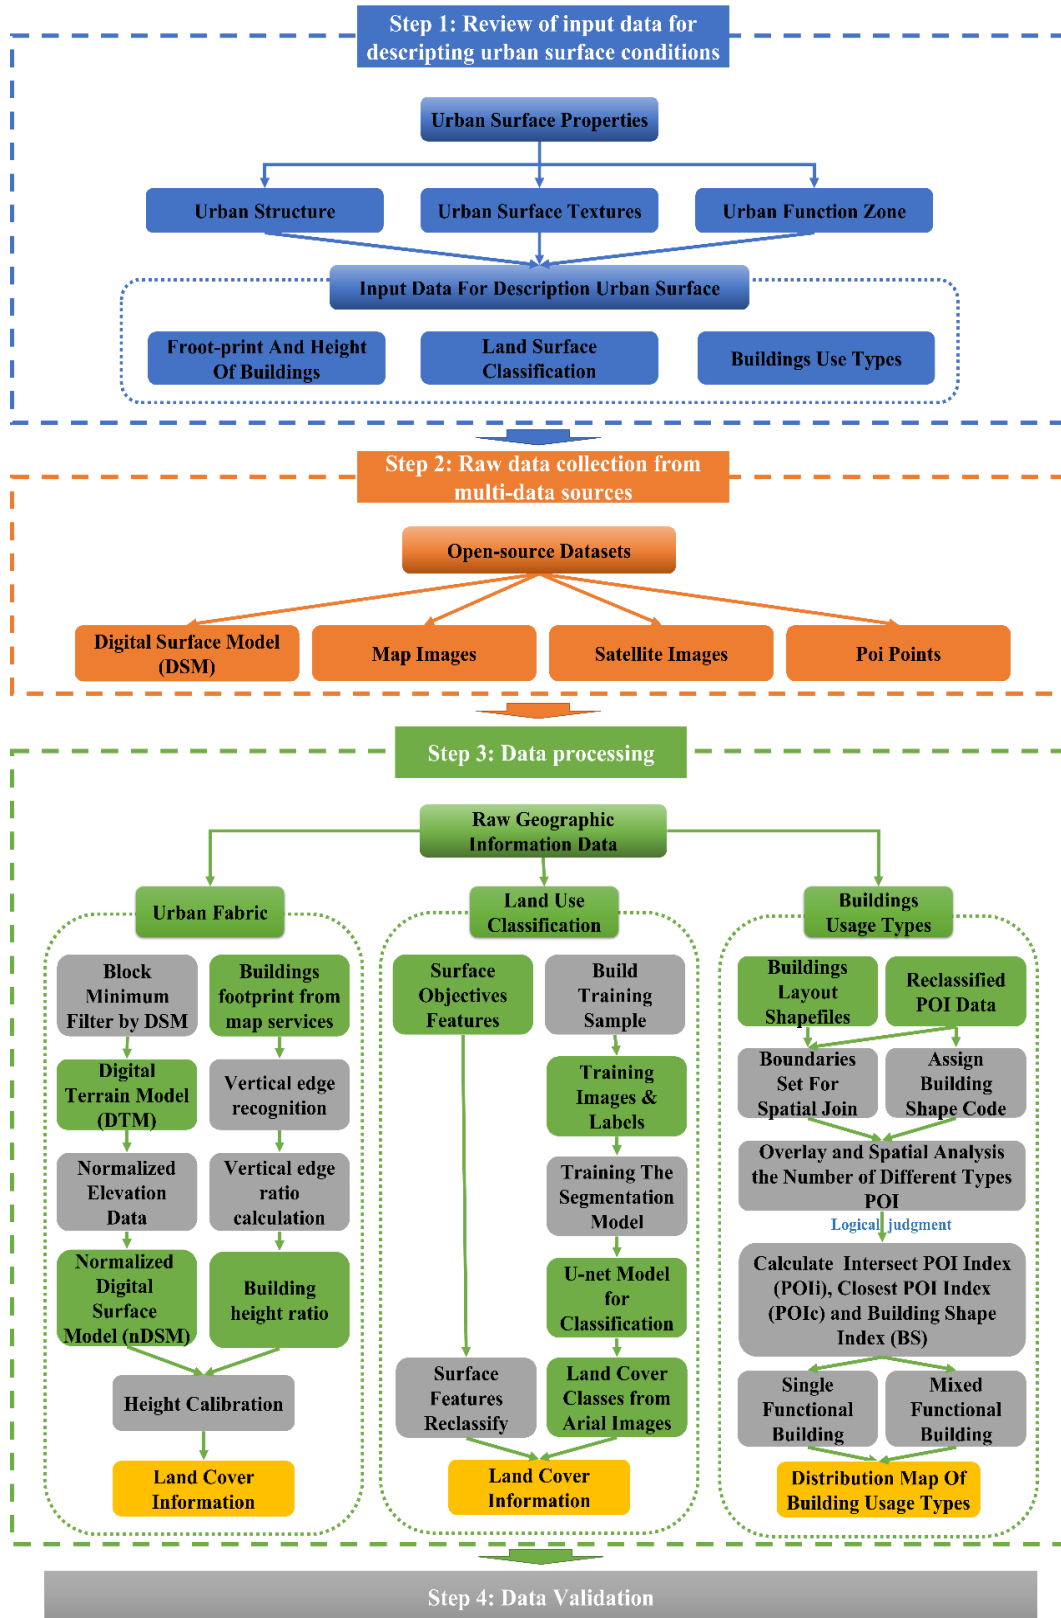 Step 1: Review of input data for
descripting urban surface conditions
Urban Surface Properties
Urban Structure
Urban Surface Textures
Urban Function Zone
Input Data For Description Urban Surface
Froot-print And Height
Of Buildings
Land Surface
Classification
Buildings Use Types
Step 2: Raw data collection from
multi-data sources
Open-source Datasets
Digital Surface Model
(DSM)
Map Images
Satellite Images
Poi Points
Step 3: Data processing
Raw Geographic
Information Data
Urban Fabric
Block
Minimum
Filter by DSM
Digital
Terrain Model
(DTM)
Normalized
Elevation
Data
Normalized
Digital
Surface
Model (nDSM)
Buildings
footprint from
map services
Vertical edge
recognition
Vertical edge
ratio
calculation
Building
height ratio
Height Calibration
Land Cover
Information
Land Use
Classification
Surface
Objectives
Features
Surface
Features
Reclassify
Build
Training
Sample
Training
Images &
Labels
Training The
Segmentation
Model
U-net Model
for
Classification
Land Cover
Classes from
Arial Images
Land Cover
Information
Buildings
Usage Types
Buildings
Layout
Shapefiles
Reclassified
POI Data
Boundaries
Set For
Spatial Join
Assign
Building
Shape Code
Overlay and Spatial Analysis
the Number of Different Types
POI
Logical judgment
Calculate Intersect POI Index
(POIi), Closest POI Index
(POIc) and Building Shape
Index (BS)
Single
Functional
Building
Mixed
Functional
Building
Distribution Map Of
Building Usage Types
Step 4: Data Validation